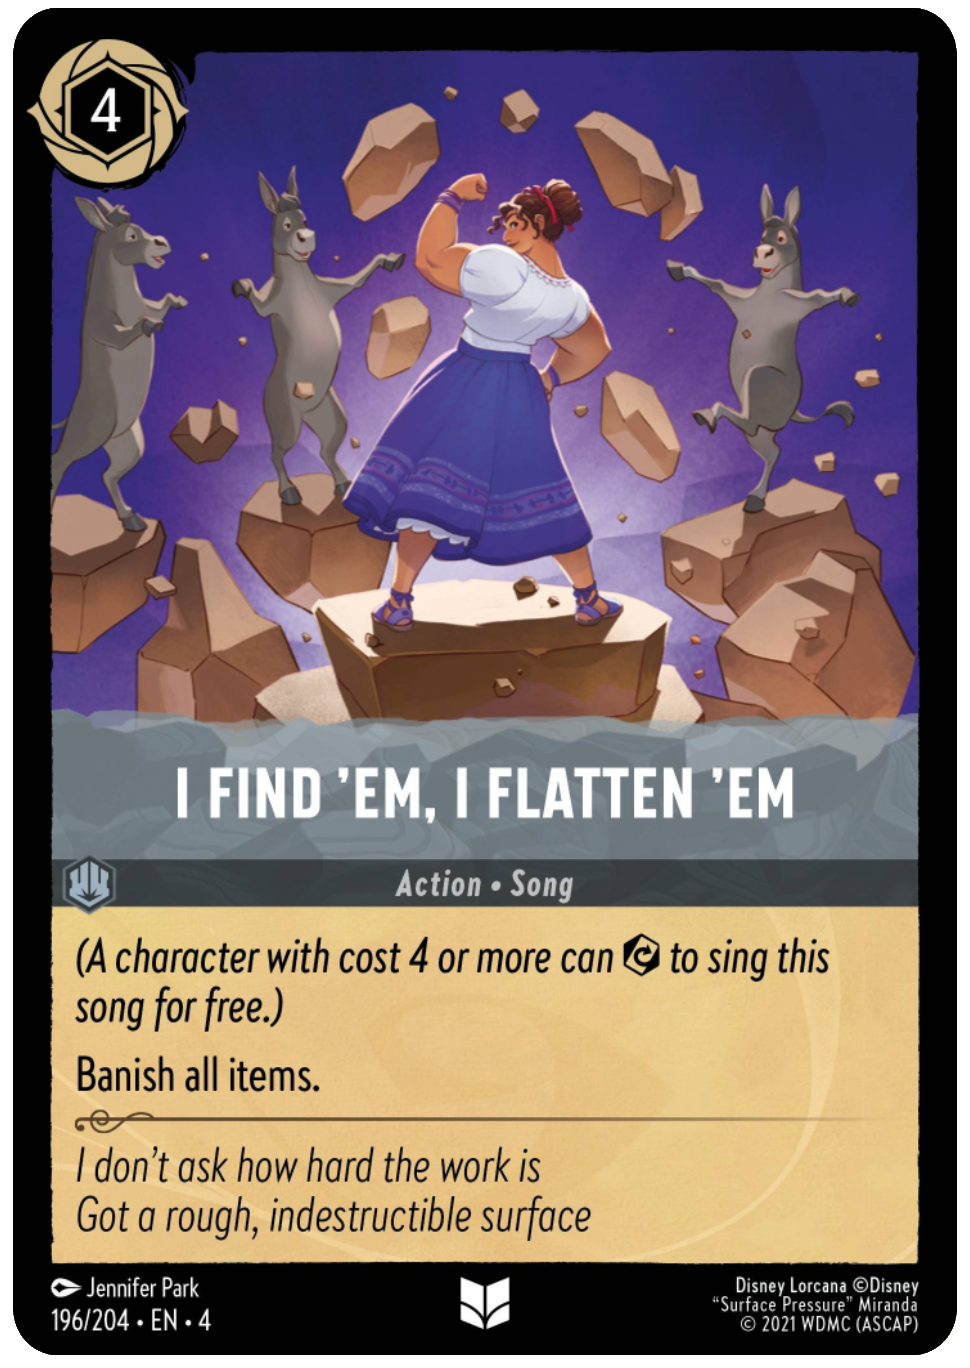 4
I FIND ’EM, I FLATTEN ’EM
Action • Song
(A character with cost 4 or more can to sing this
song for free.)
Banish all items.
I don’t ask how hard the work is
Got a rough, indestructible surface
Jennifer Park
196/204 • EN • 4
Disney Lorcana ©Disney
“Surface Pressure” Miranda
© 2021 WDMC (ASCAP)